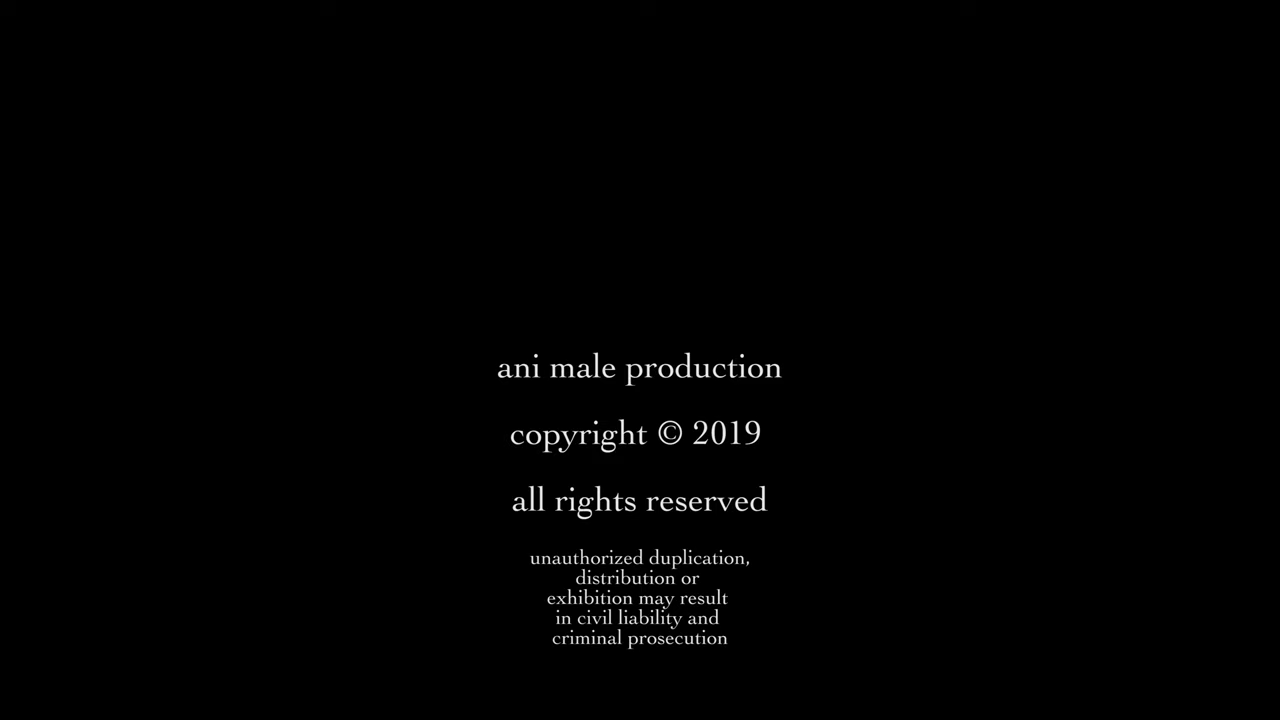 ani male production
copyright © 2019
all rights reserved
unauthorized duplication,
distribution or
exhibition may result
in civil liability and
criminal prosecution